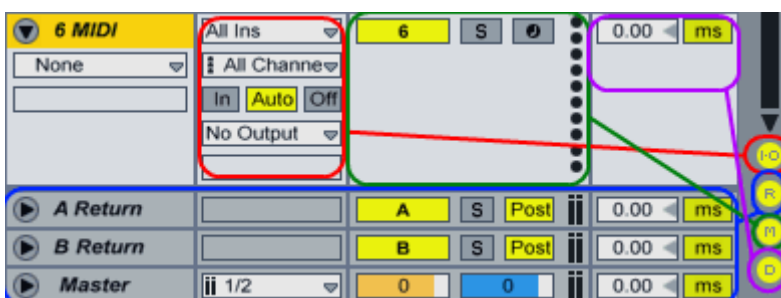 6 MIDI All Ins 6 S 0.00 ms
None All Channe
In Auto Off
No Output
I·O
R
A Return A S Post 0.00 ms
M
B Return B S Post 0.00 ms
D
Master 1/2 0 0 0.00 ms